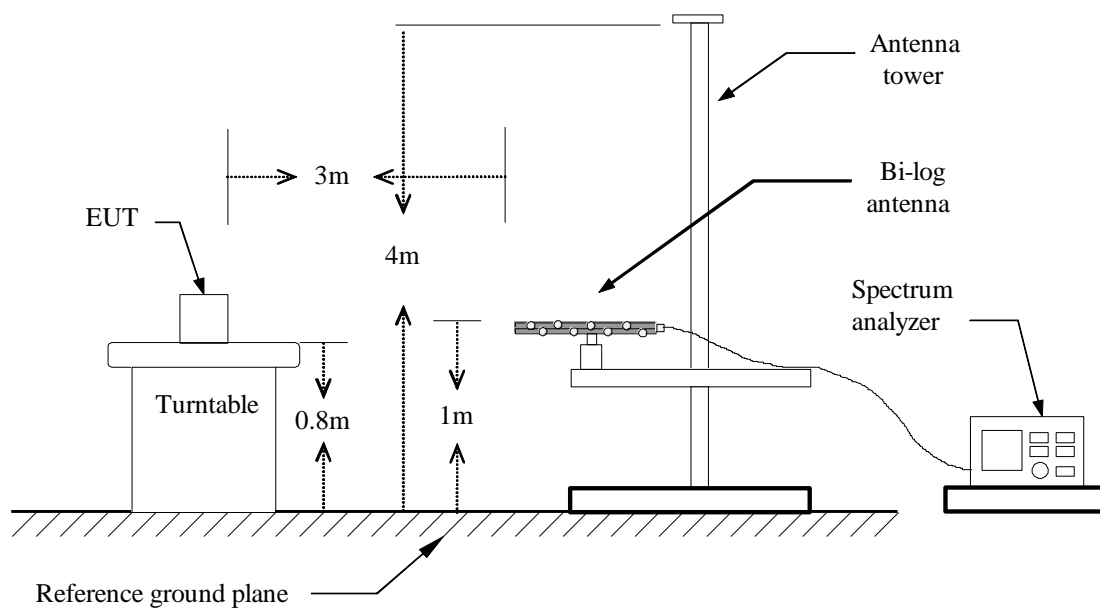 Antenna
tower
3m
Bi-log
antenna
EUT
4m
Spectrum
analyzer
Turntable
0.8m
1m
Reference ground plane